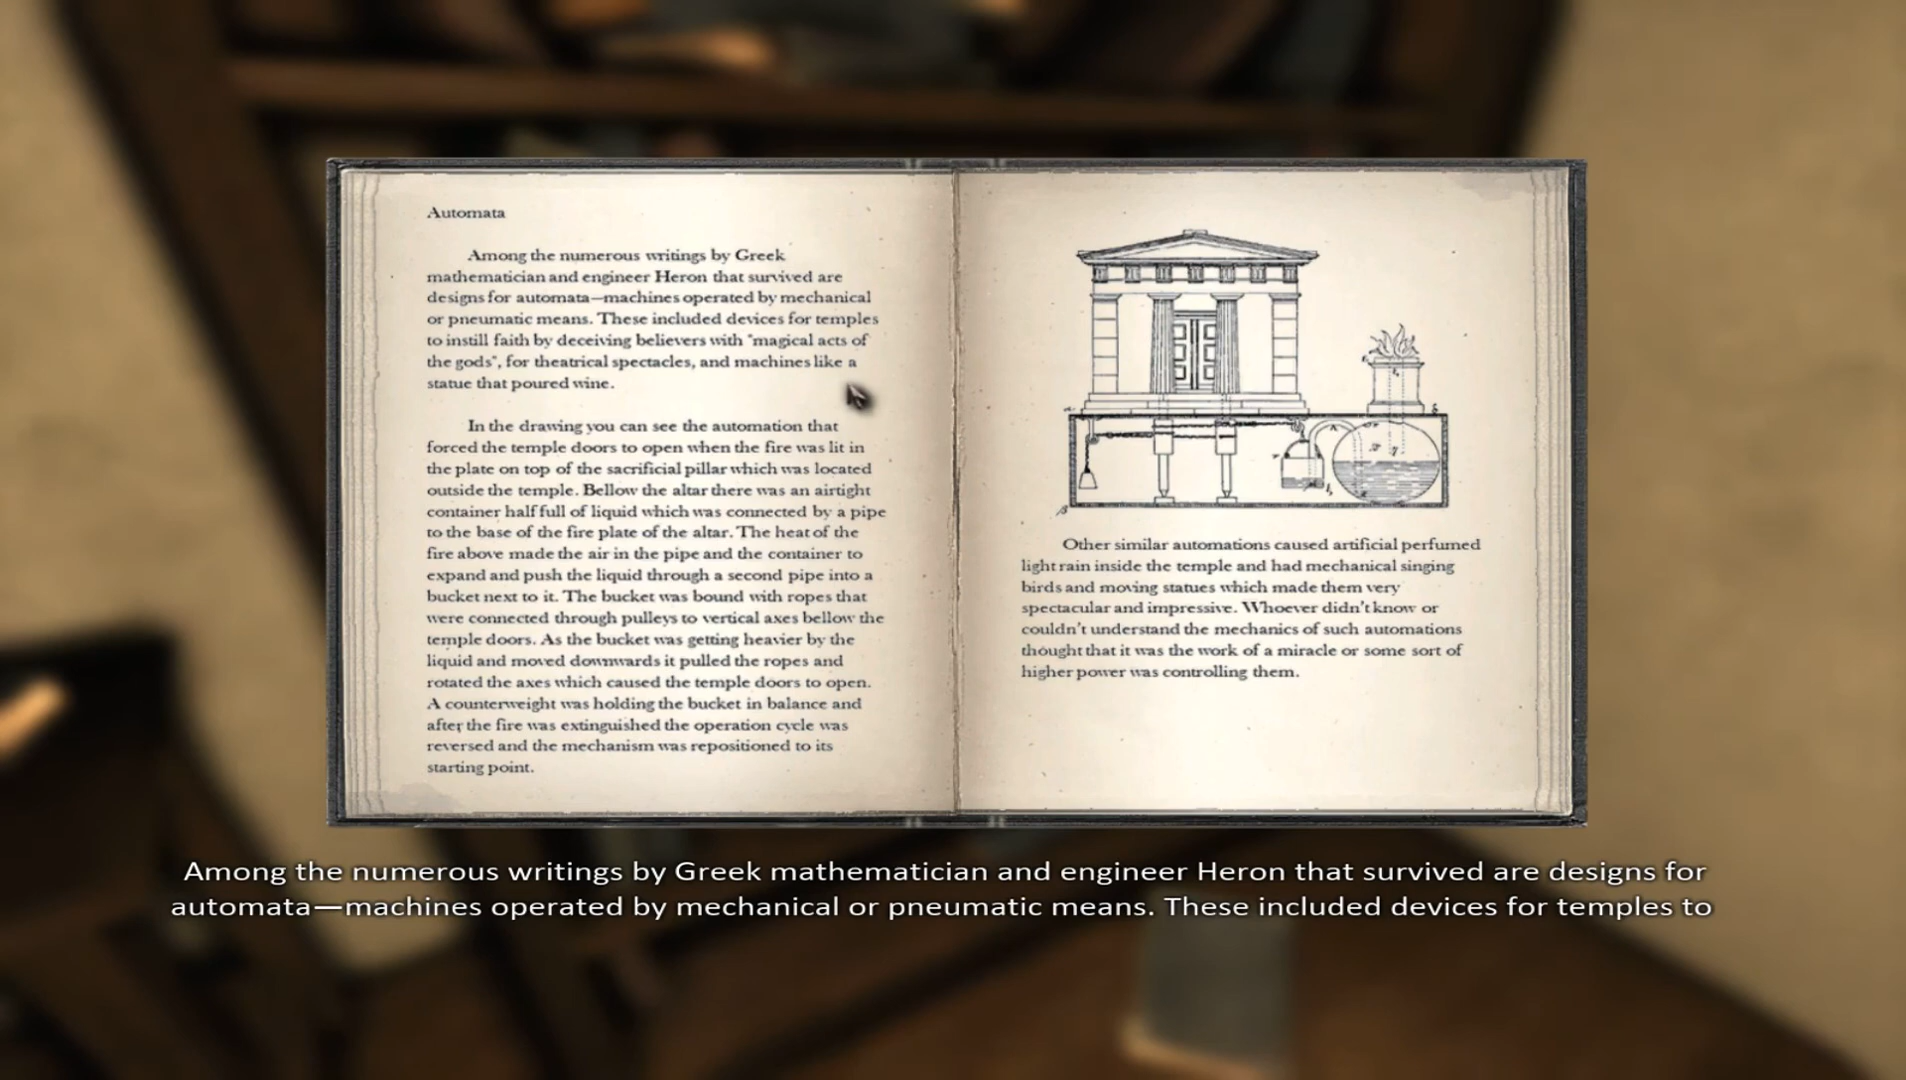 Automata
Among the numerous writings by Greek
mathematician and engineer Heron that survived are
designs for automata—machines operated by mechanical
or pneumatic means. These included devices for temples
to instill faith by deceiving believers with "magical acts of
the gods", for theatrical spectacles, and machines like a
statue that poured wine.
In the drawing you can see the automation that
forced the temple doors to open when the fire was lit in
the plate on top of the sacrificial pillar which was located
outside the temple. Bellow the altar there was an airtight
container half full of liquid which was connected by a pipe
to the base of the fire plate of the altar. The heat of the
fire above made the air in the pipe and the container to
expand and push the liquid through a second pipe into a
bucket next to it. The bucket was bound with ropes that
were connected through pulleys to vertical axes bellow the
temple doors. As the bucket was getting heavier by the
liquid and moved downwards it pulled the ropes and
rotated the axes which caused the temple doors to open.
A counterweight was holding the bucket in balance and
after the fire was extinguished the operation cycle was
reversed and the mechanism was repositioned to its
starting point.
Other similar automations caused artificial perfumed
light rain inside the temple and had mechanical singing
birds and moving statues which made them very
spectacular and impressive. Whoever didn't know or
couldn't understand the mechanics of such automations
thought that it was the work of a miracle or some sort of
higher power was controlling them.
Among the numerous writings by Greek mathematician and engineer Heron that survived are designs for
automata—machines operated by mechanical or pneumatic means. These included devices for temples to